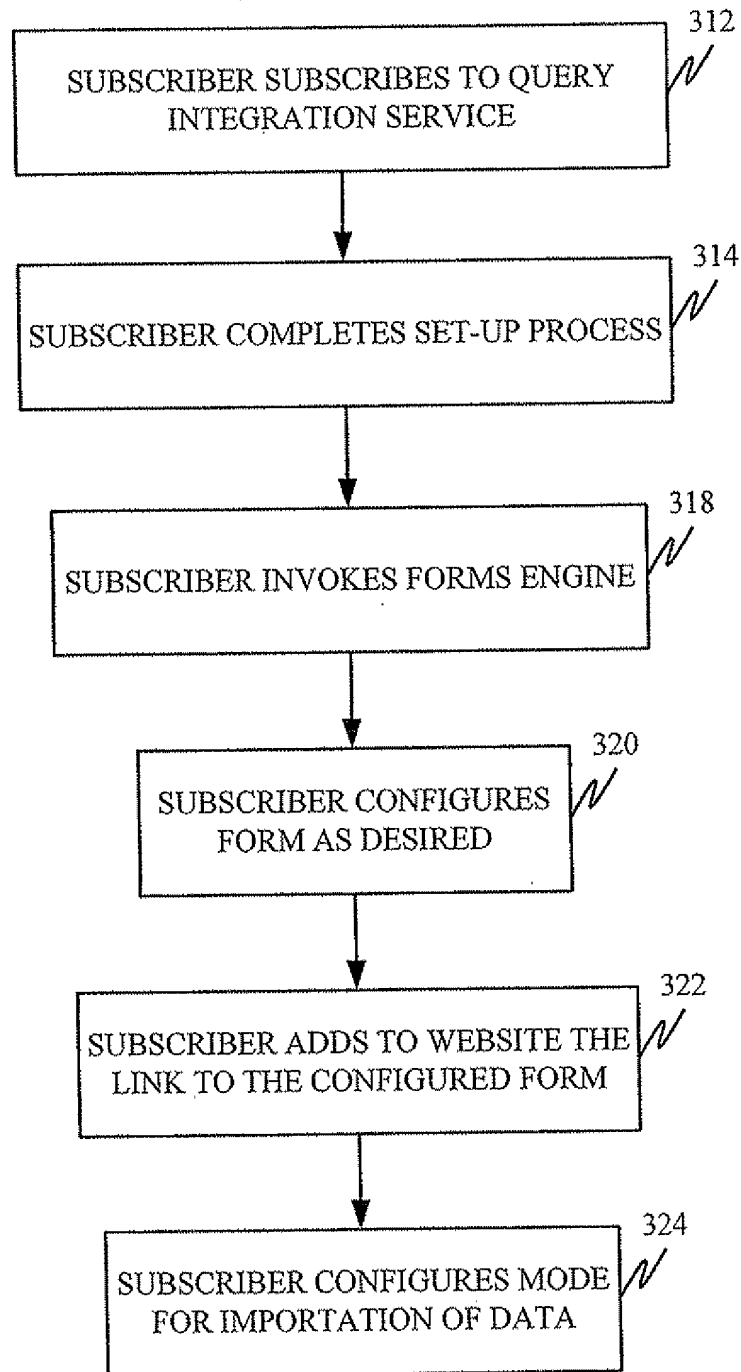 312
SUBSCRIBER SUBSCRIBES TO QUERY
INTEGRATION SERVICE
314
SUBSCRIBER COMPLETES SET-UP PROCESS
318
SUBSCRIBER INVOKES FORMS ENGINE
320
SUBSCRIBER CONFIGURES
FORM AS DESIRED
322
SUBSCRIBER ADDS TO WEBSITE THE
LINK TO THE CONFIGURED FORM
324
SUBSCRIBER CONFIGURES MODE
FOR IMPORTATION OF DATA